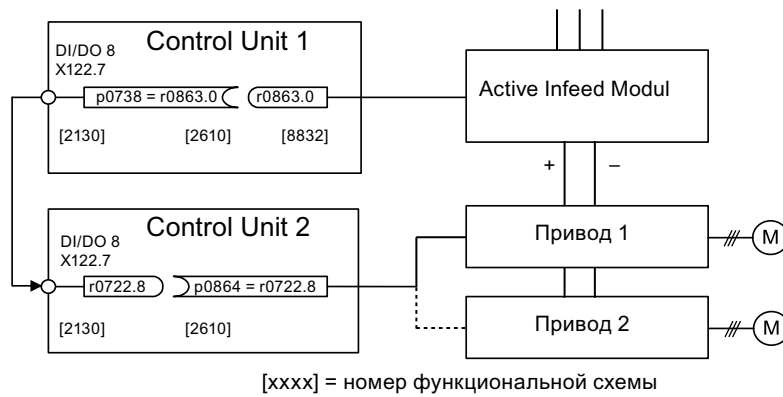 Control Unit 1
DI/DO 8
X122.7
p0738 = r0863.0
r0863.0
[2130]
[2610]
[8832]
Active Infeed Modul
+
–
Control Unit 2
DI/DO 8
X122.7
r0722.8
p0864 = r0722.8
[2130]
[2610]
Привод 1
M
Привод 2
M
[xxxx] = номер функциональной схемы